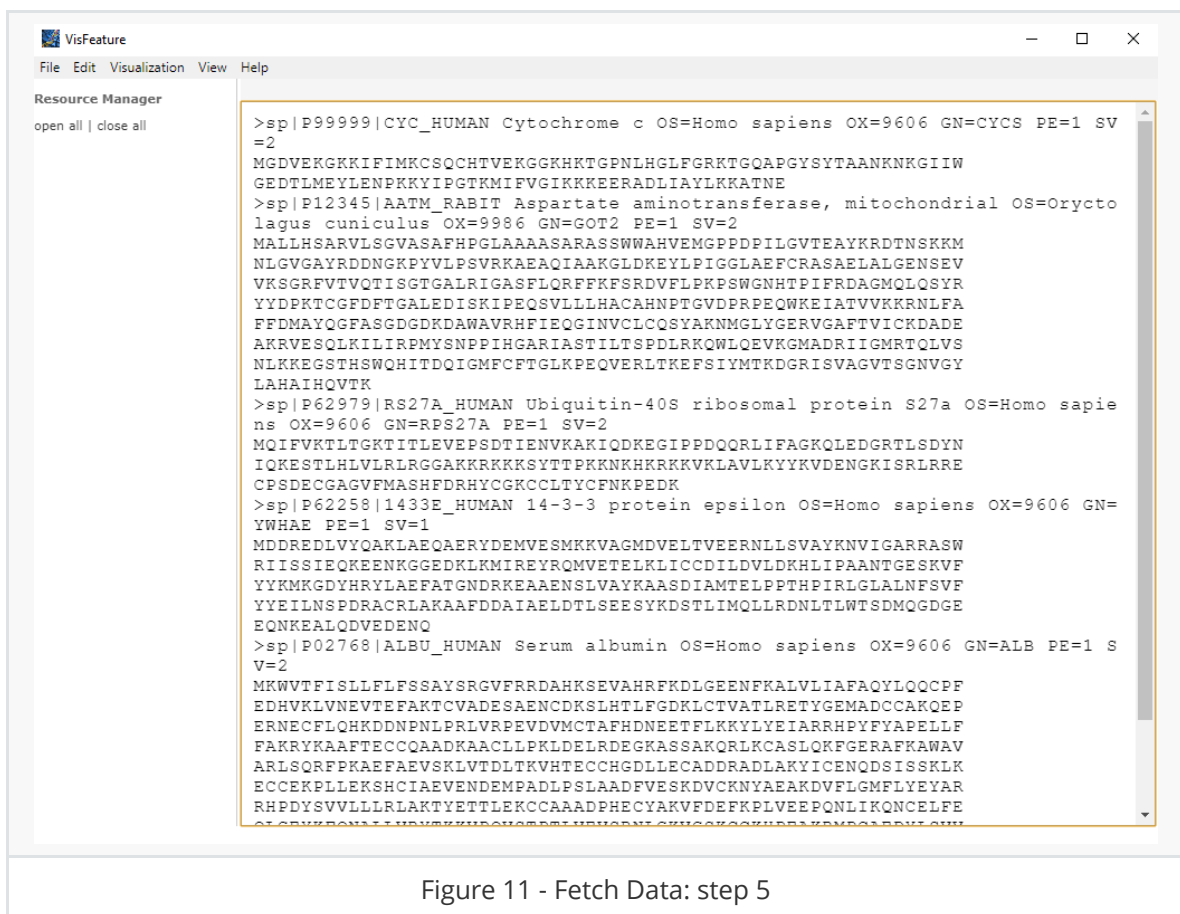 VisFeature
File Edit Visualization View Help
Resource Manager
open all | close all
>sp|P99999|CYC_HUMAN Cytochrome c OS=Homo sapiens OX=9606 GN=CYCS PE=1 SV
=2
MGDVEKGKKIFIMKCSQCHTVEKGGKHKTGPNLHGLFGRKTGQAPGYSYTAANKNKGIIW
GEDTLMEYLENPKKYIPGTKMIFVGIKKKEERADLIAYLKKATNE
>sp|P12345|AATM_RABIT Aspartate aminotransferase, mitochondrial OS=Orycto
lagus cuniculus OX=9986 GN=GOT2 PE=1 SV=2
MALLHSARVLSGVASAFHPGLAAAASARASSWWAHVEMGPPDPILGVTEAYKRDTNSKKM
NLGVGAYRDDNGKPYVLPSVRKAEAQIAAKGLDKEYLPIGGLAEFCRASAELALGENSEV
VKSGRFVTVQTISGTGALRIGASFLQRFFKFSRDVFLPKPSWGNHTPIFRDAGMQLQSYR
YYDPKTCGFDFTGALEDISKIPEQSVLLLHACAHNPTGVDPRPEQWKEIATVVKKRNLFA
FFDMAYQGFASGDGDKDAWAVRHFIEQGINVCLCQSYAKNMGLYGERVGAFTVICKDADE
AKRVESQLKILIRPMYSNPPIHGARIASTILTSPDLRKQWLQEVKGMADRIIGMRTQLVS
NLKKEGSTHSWQHITDQIGMFCFTGLKPEQVERLTKEFSIYMTKDGRISVAGVTSGNVGY
LAHAIHQVTK
>sp|P62979|RS27A_HUMAN Ubiquitin-40S ribosomal protein S27a OS=Homo sapie
ns OX=9606 GN=RPS27A PE=1 SV=2
MQIFVKTLTGKTITLEVEPSDTIENVKAKIQDKEGIPPDQQRLIFAGKQLEDGRTLSDYN
IQKESTLHLVLRLRGGAKKRKKKSYTTPKKNKHKRKKVKLAVLKYYKVDENGKISRLRRE
CPSDECGAGVFMASHFDRHYCGKCCLTYCFNKPEDK
>sp|P62258|1433E_HUMAN 14-3-3 protein epsilon OS=Homo sapiens OX=9606 GN=
YWHAE PE=1 SV=1
MDDREDLVYQAKLAEQAERYDEMVESMKKVAGMDVELTVEERNLLSVAYKNVIGARRASW
RIISSIEQKEENKGGEDKLKMIREYRQMVETELKLICCDILDVLDKHLIPAANTGESKVF
YYKMKGDYHRYLAEFATGNDRKEAAENSLVAYKAASDIAMTELPPTHPIRLGLALNFSVF
YYEILNSPDRACRLAKAAFDDAIAELDTLSEESYKDSTLIMQLLRDNLTLWTSDMQGDGE
EQNKEALQDVEDENQ
>sp|P02768|ALBU_HUMAN Serum albumin OS=Homo sapiens OX=9606 GN=ALB PE=1 S
V=2
MKWVTFISLLFLFSSAYSRGVFRRDAHKSEVAHRFKDLGEENFKALVLIAFAQYLQQCPF
EDHVKLVNEVTEFAKTCVADESAENCDKSLHTLFGDKLCTVATLRETYGEMADCCAKQEP
ERNECFLQHKDDNPNLPRLVRPEVDVMCTAFHDNEETFLKKYLYEIARRHPYFYAPELLF
FAKRYKAAFTECCQAADKAACLLPKLDELRDEGKASSAKQRLKCASLQKFGERAFKAWAV
ARLSQRFPKAEFAEVSKLVTDLTKVHTECCHGDLLECADDRADLAKYICENQDSISSKLK
ECCEKPLLEKSHCIAEVENDEMPADLPSLAADFVESKDVCKNYAEAKDVFLGMFLYEYAR
RHPDYSVVLLLRLAKTYETTLEKCCAAADPHECYAKVFDEFKPLVEEPQNLIKQNCELFE
Figure 11 - Fetch Data: step 5